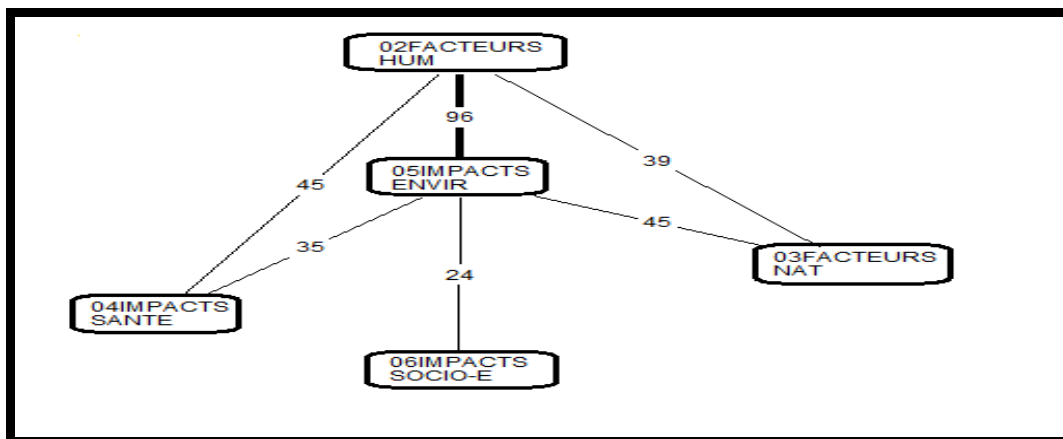 02FACTEURS
HUM
96
39
05IMPACTS
ENVIR
45
45
35
03FACTEURS
NAT
24
04IMPACTS
SANTE
06IMPACTS
SOCIO-E